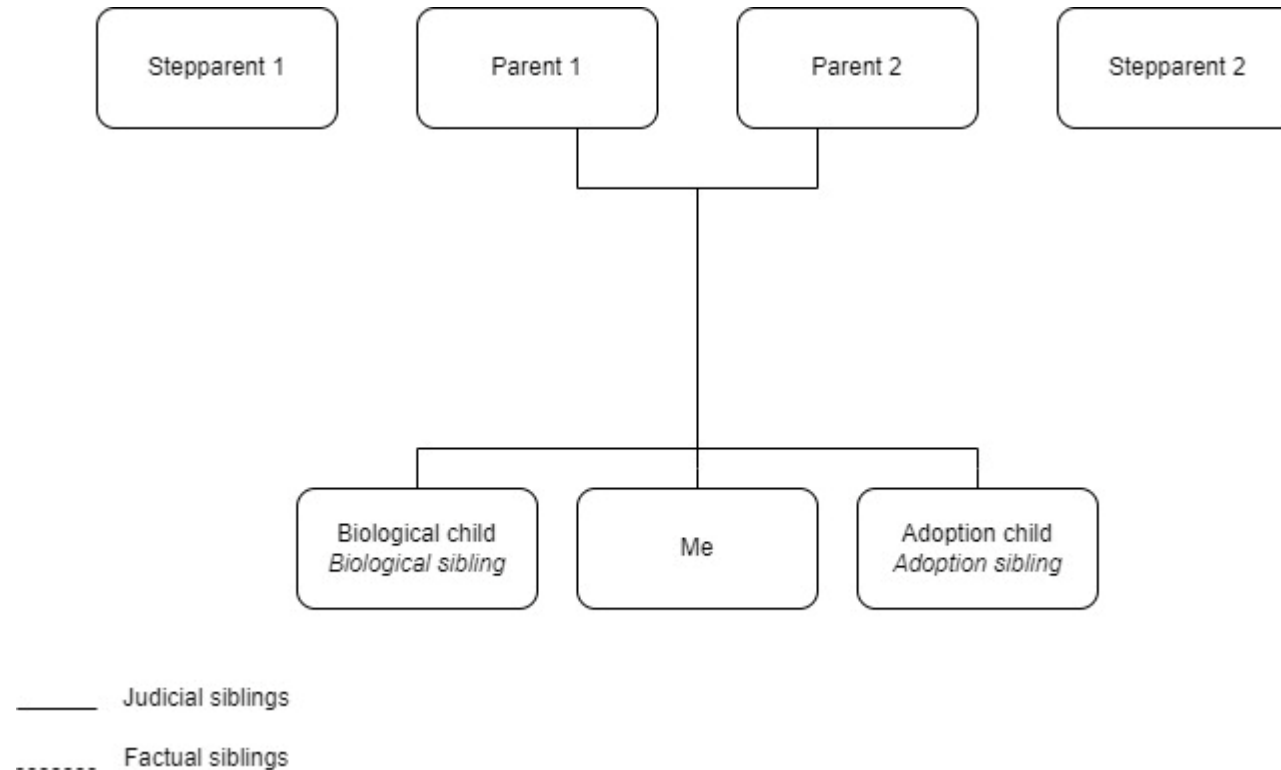 Stepparent 1
Parent 1
Parent 2
Stepparent 2
Biological child
Biological sibling
Me
Adoption child
Adoption sibling
Judicial siblings
Factual siblings